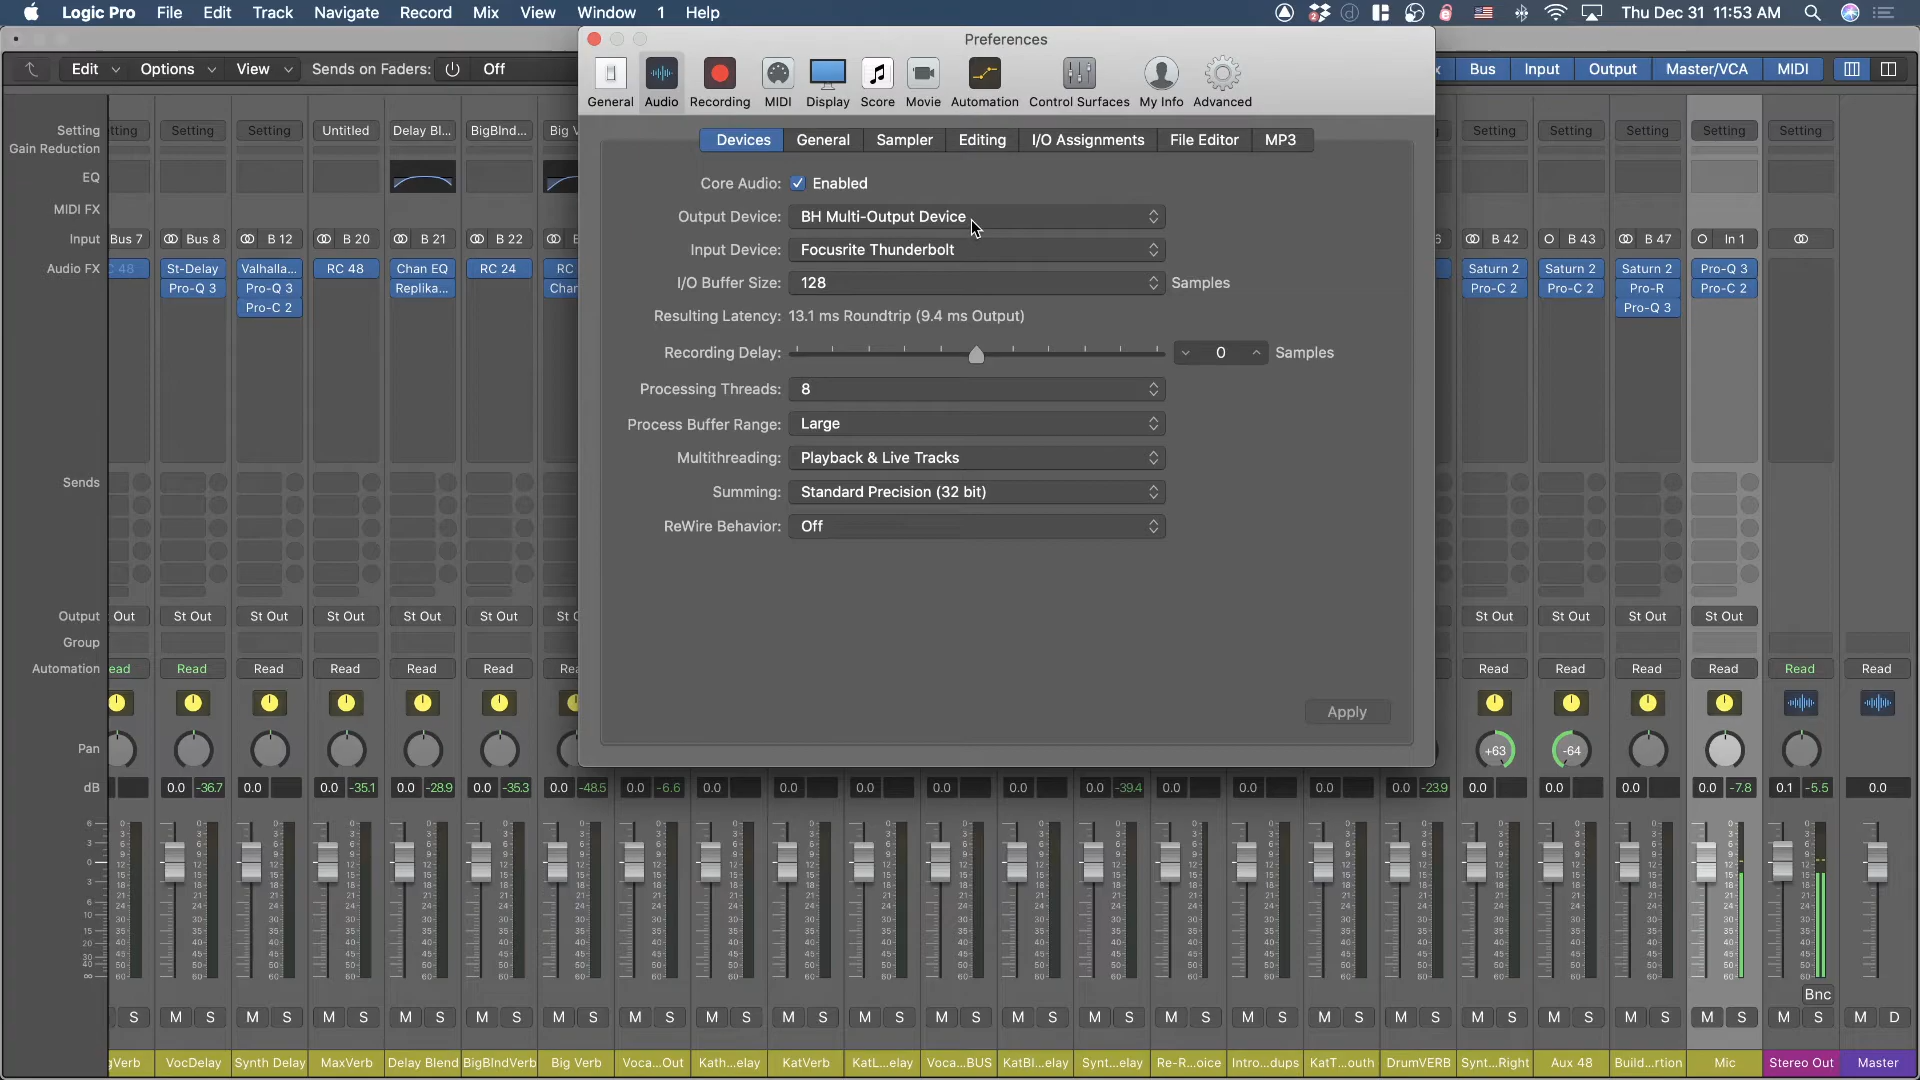 Logic Pro File Edit Track Navigate Record Mix View Window 1 Help
Thu Dec 31 11:53 AM
Preferences
Edit Options View Sends on Faders: Off
Bus Input Output Master/VCA MIDI
General Audio Recording MIDI Display Score Movie Automation Control Surfaces My Info Advanced
Devices General Sampler Editing I/O Assignments File Editor MP3
Core Audio: Enabled
Output Device: BH Multi-Output Device
Input Device: Focusrite Thunderbolt
I/O Buffer Size: 128 Samples
Resulting Latency: 13.1 ms Roundtrip (9.4 ms Output)
Recording Delay: 0 Samples
Processing Threads: 8
Process Buffer Range: Large
Multithreading: Playback & Live Tracks
Summing: Standard Precision (32 bit)
ReWire Behavior: Off
Apply
Setting tting Setting Setting Untitled Delay Bl... BigBInd... Big V Setting Setting Setting Setting Setting
Gain Reduction
EQ
MIDI FX
Input Bus 7 Bus 8 B 12 B 20 B 21 B 22 B B 42 B 43 B 47 In 1
Audio FX C 48 St-Delay Valhalla... RC 48 Chan EQ RC 24 RC Saturn 2 Saturn 2 Saturn 2 Pro-Q 3
Pro-Q 3 Pro-Q 3 Replika... Chan Pro-C 2 Pro-C 2 Pro-R Pro-C 2
Pro-C 2 Pro-Q 3
Sends
Output Out St Out St Out St Out St Out St Out St O St Out St Out St Out St Out
Group
Automation ead Read Read Read Read Read Rea Read Read Read Read Read Read
Pan +63 -64
dB 0.0 -36.7 0.0 0.0 -35.1 0.0 -28.9 0.0 -35.3 0.0 -48.5 0.0 -6.6 0.0 0.0 0.0 0.0 0.0 0.0 -39.4 0.0 0.0 0.0 0.0 -23.9 0.0 0.0 0.0 0.0 -7.8 0.1 -5.5 0.0
Bnc
S M S M S M S M S M S M S M S M S M S M S M S M S M S M S M S M S M S M S M S M S M S M S M D
gVerb VocDelay Synth Delay MaxVerb Delay Blend BigBIndVerb Big Verb Voca...Out Kath...elay KatVerb KatL...elay Voca...BUS KatBl...elay Synt...elay Re-R...oice Intro...dups KatT...outh DrumVERB Synt...Right Aux 48 Build...rtion Mic Stereo Out Master